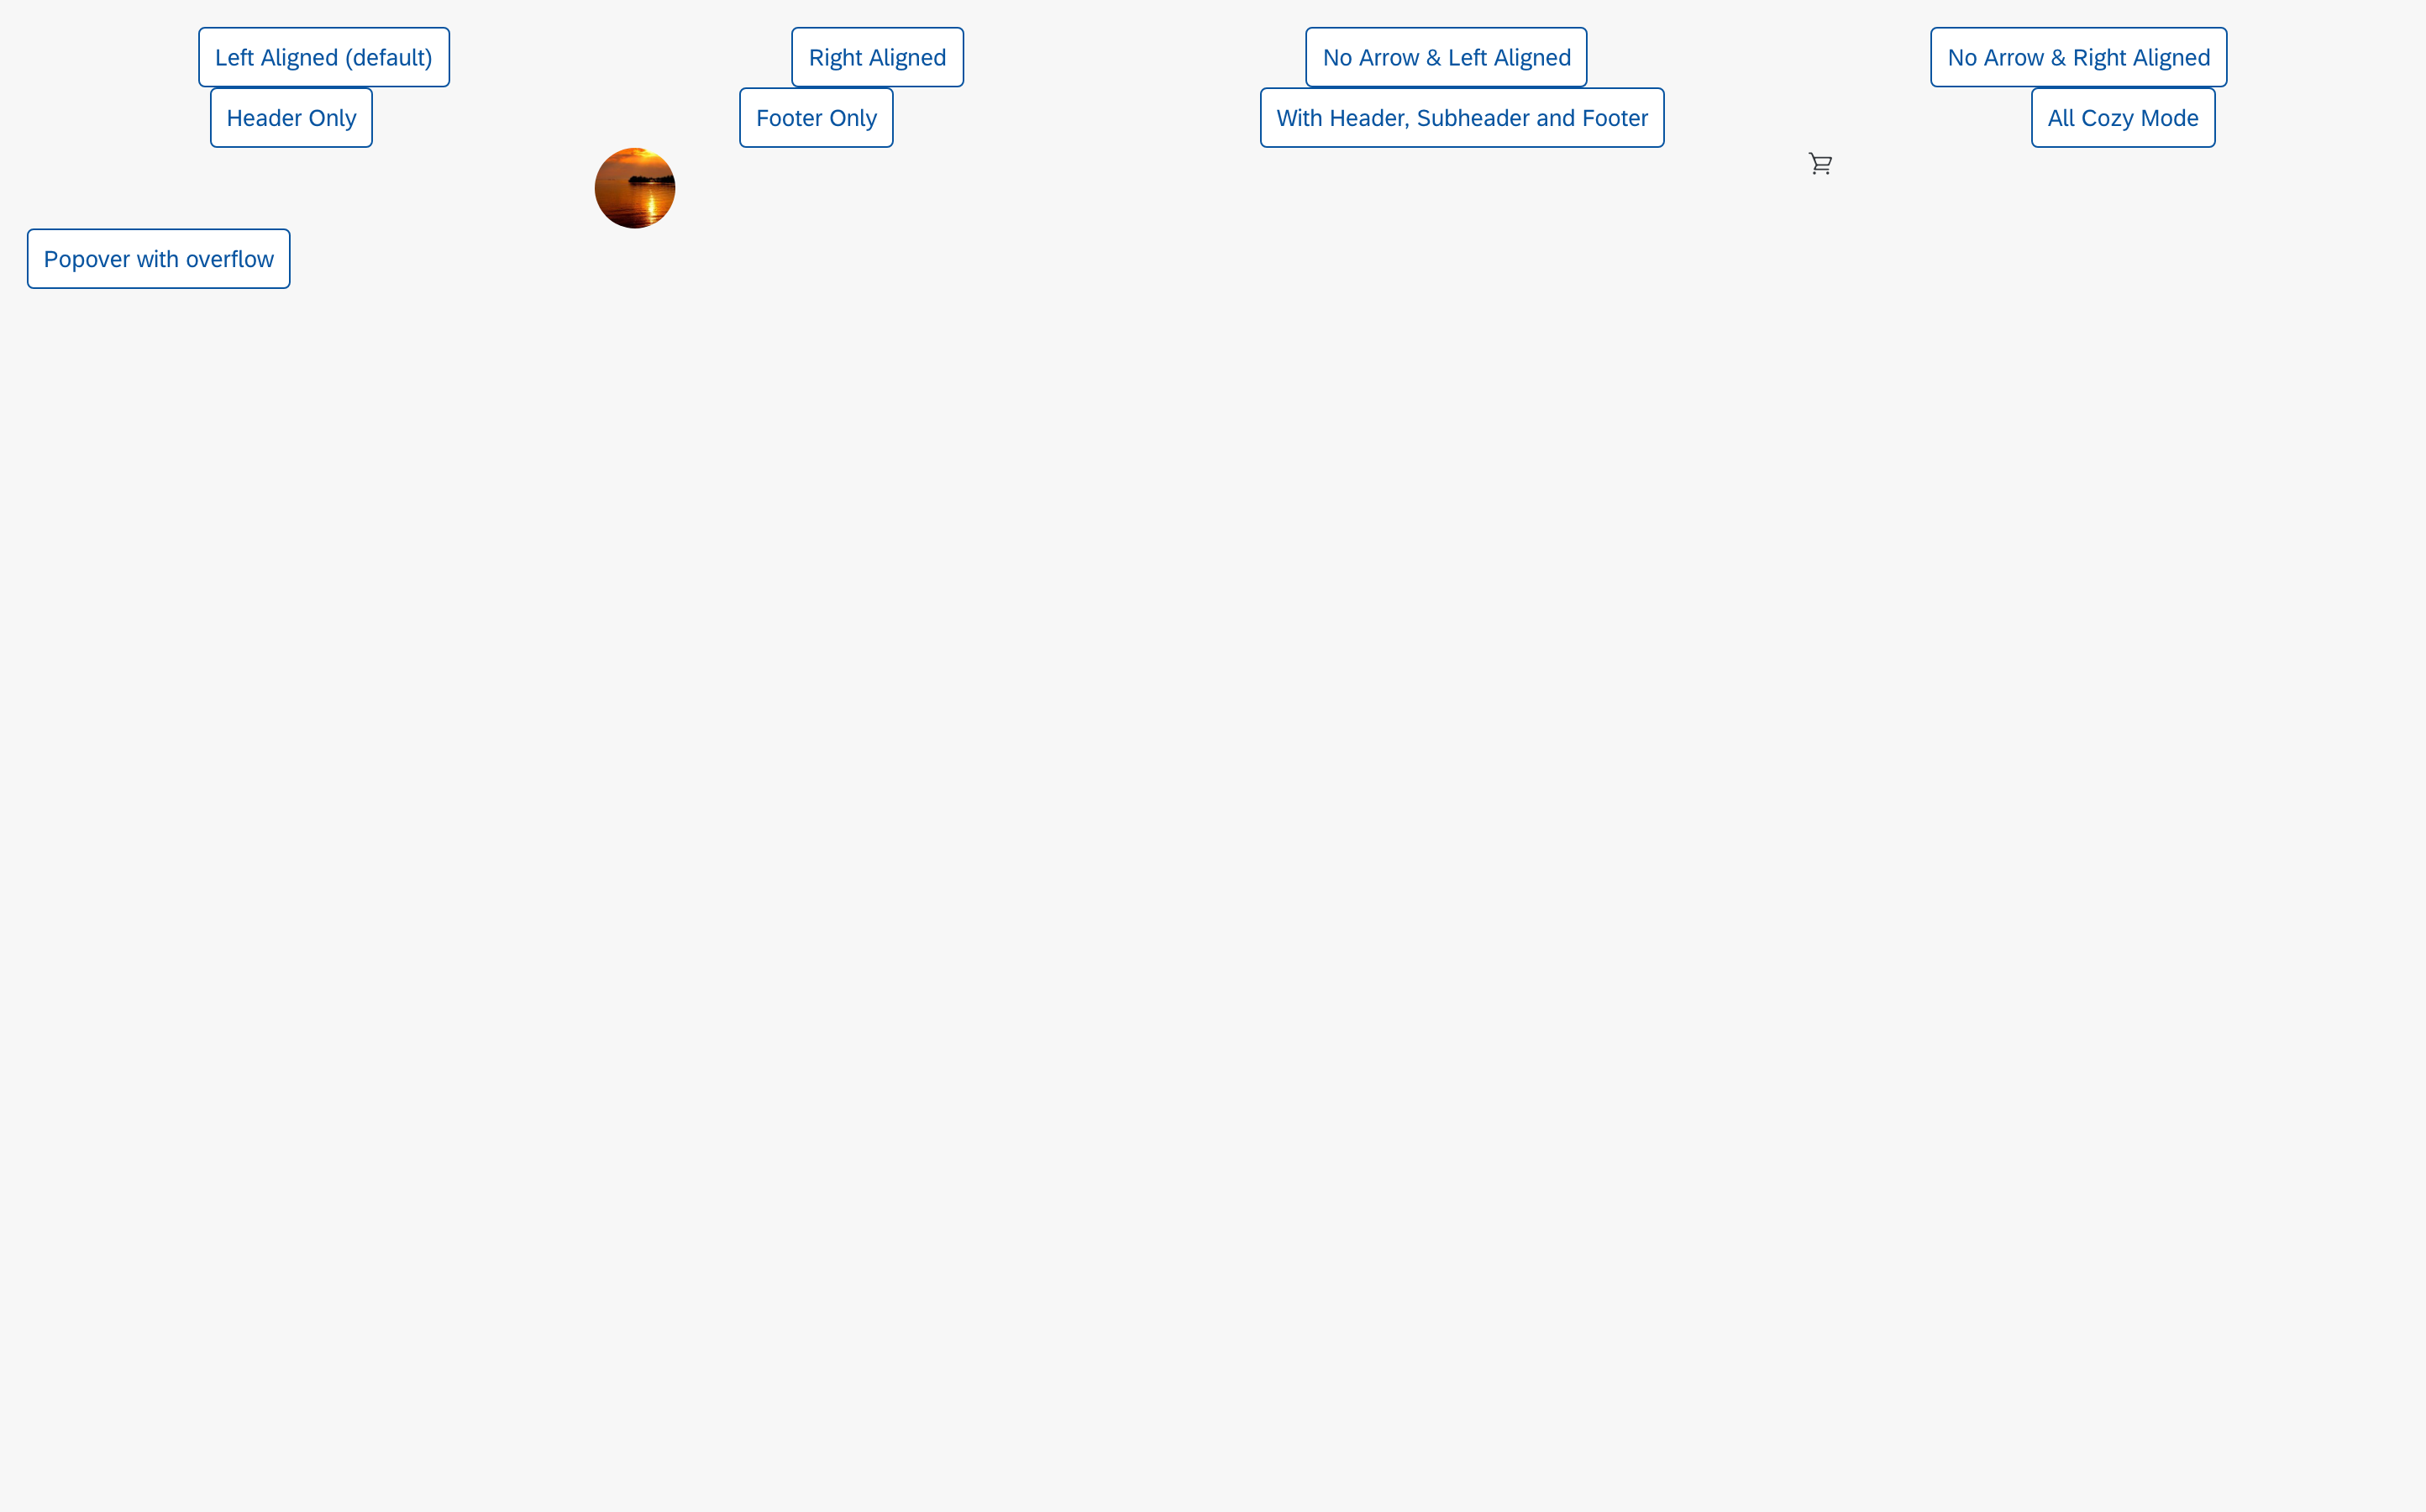 Left Aligned (default)
Right Aligned
No Arrow & Left Aligned
No Arrow & Right Aligned
Header Only
Footer Only
With Header, Subheader and Footer
All Cozy Mode
Popover with overflow